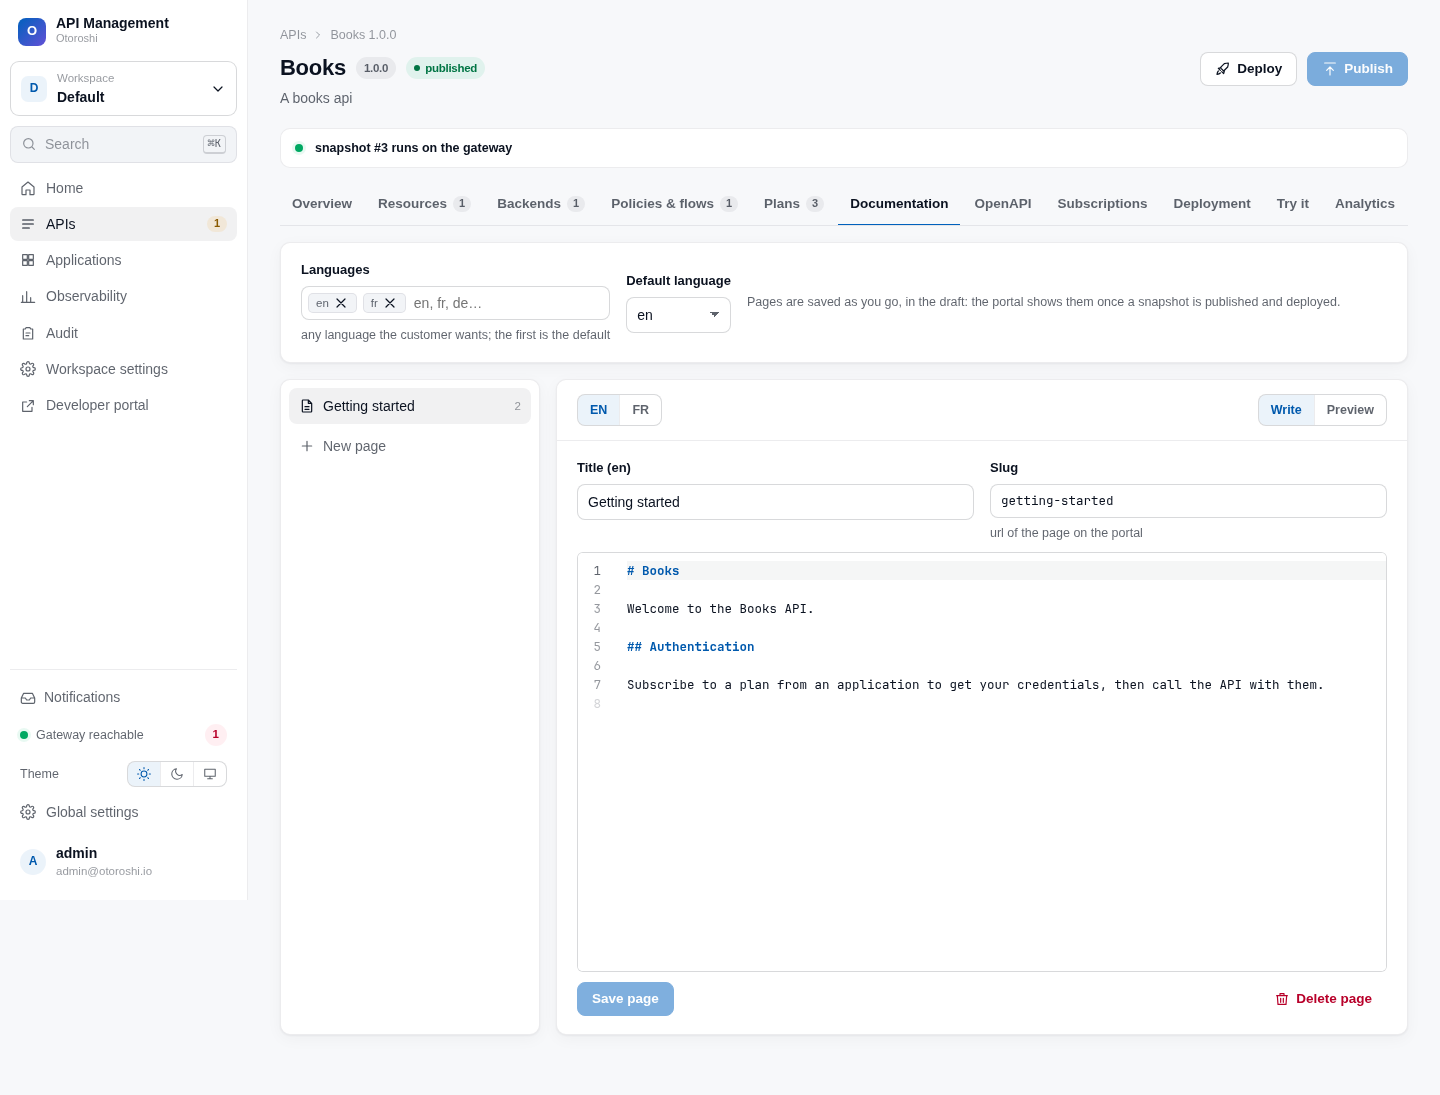 O
API Management
Otoroshi
D
Workspace
Default
Search
⌘K
Home
APIs 1
Applications
Observability
Audit
Workspace settings
Developer portal
Notifications
Gateway reachable 1
Theme
Global settings
A
admin
admin@otoroshi.io
APIs > Books 1.0.0
Books 1.0.0 published
Deploy Publish
A books api
snapshot #3 runs on the gateway
Overview Resources 1 Backends 1 Policies & flows 1 Plans 3 Documentation OpenAPI Subscriptions Deployment Try it Analytics
Languages
en fr en, fr, de…
any language the customer wants; the first is the default
Default language
en
Pages are saved as you go, in the draft: the portal shows them once a snapshot is published and deployed.
Getting started 2
New page
EN FR
Write Preview
Title (en)
Getting started
Slug
getting-started
url of the page on the portal
1 # Books
2
3 Welcome to the Books API.
4
5 ## Authentication
6
7 Subscribe to a plan from an application to get your credentials, then call the API with them.
8
Save page Delete page